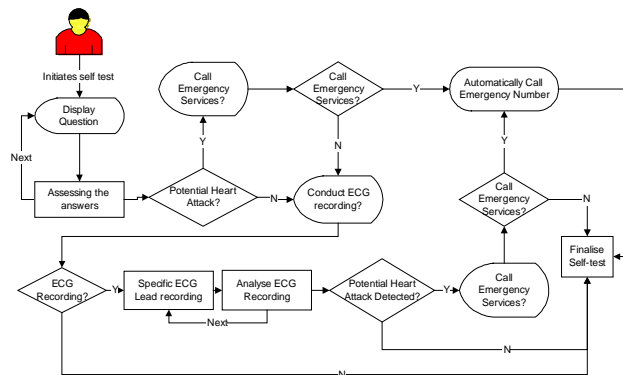 Initiates self test
Display
Question
Next
Assessing the
answers
Potential Heart
Attack?
Y
N
Call
Emergency
Services?
Call
Emergency
Services?
Y
N
Automatically Call
Emergency Number
Conduct ECG
recording?
Y
Call
Emergency
Services?
N
Finalise
Self-test
ECG
Recording?
Y
Specific ECG
Lead recording
Analyse ECG
Recording
Next
Potential Heart
Attack Detected?
Y
Call
Emergency
Services?
N
N